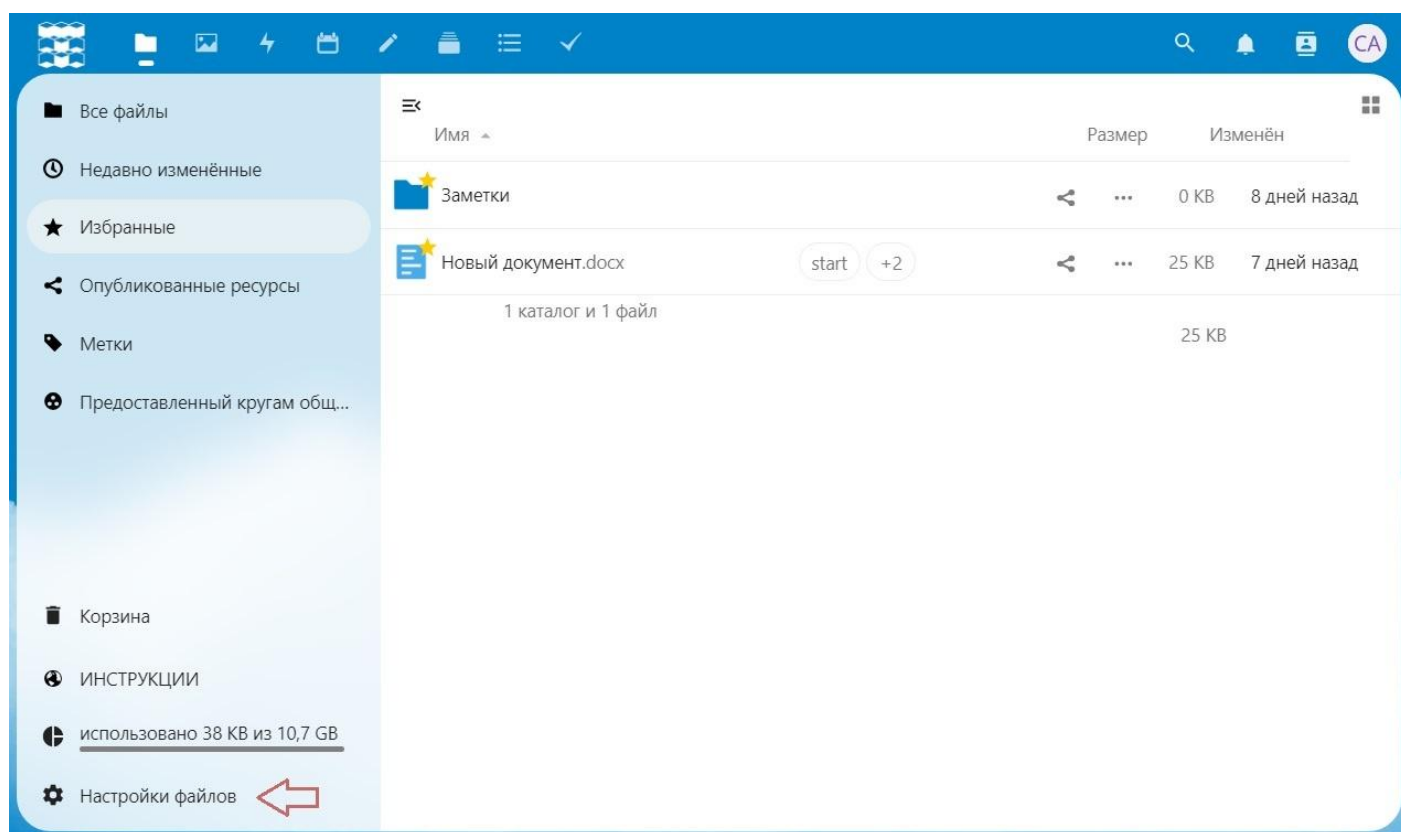 СА
Все файлы
Недавно изменённые
Избранные
Опубликованные ресурсы
Метки
Предоставленный кругам общ...
Корзина
ИНСТРУКЦИИ
использовано 38 KB из 10,7 GB
Настройки файлов
Имя Размер Изменён
Заметки 0 KB 8 дней назад
Новый документ.docx start +2 25 KB 7 дней назад
1 каталог и 1 файл
25 KB